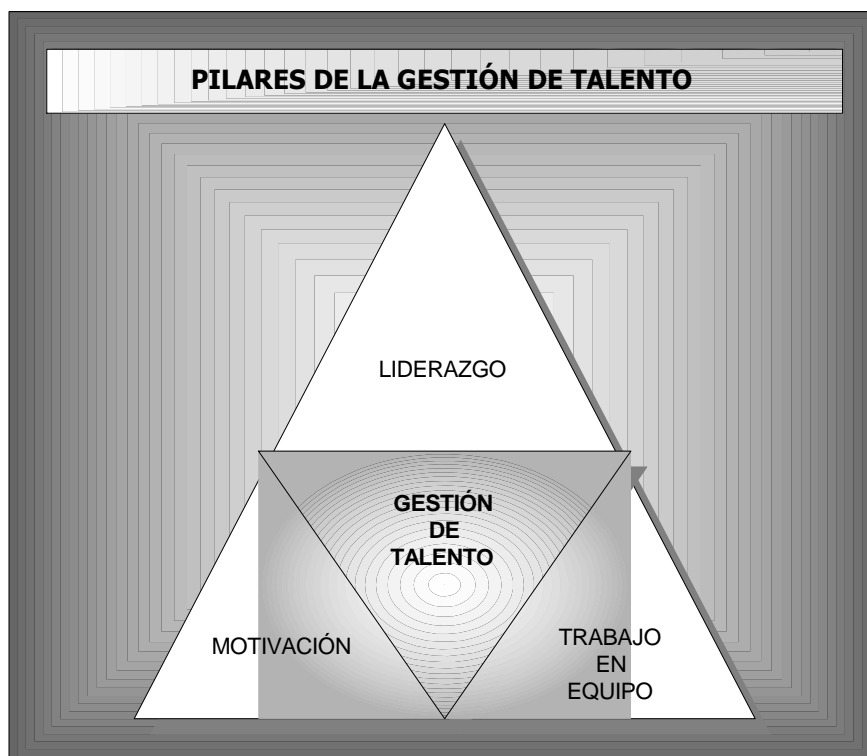 PILARES DE LA GESTIÓN DE TALENTO
LIDERAZGO
GESTIÓN
DE
TALENTO
MOTIVACIÓN
TRABAJO
EN
EQUIPO